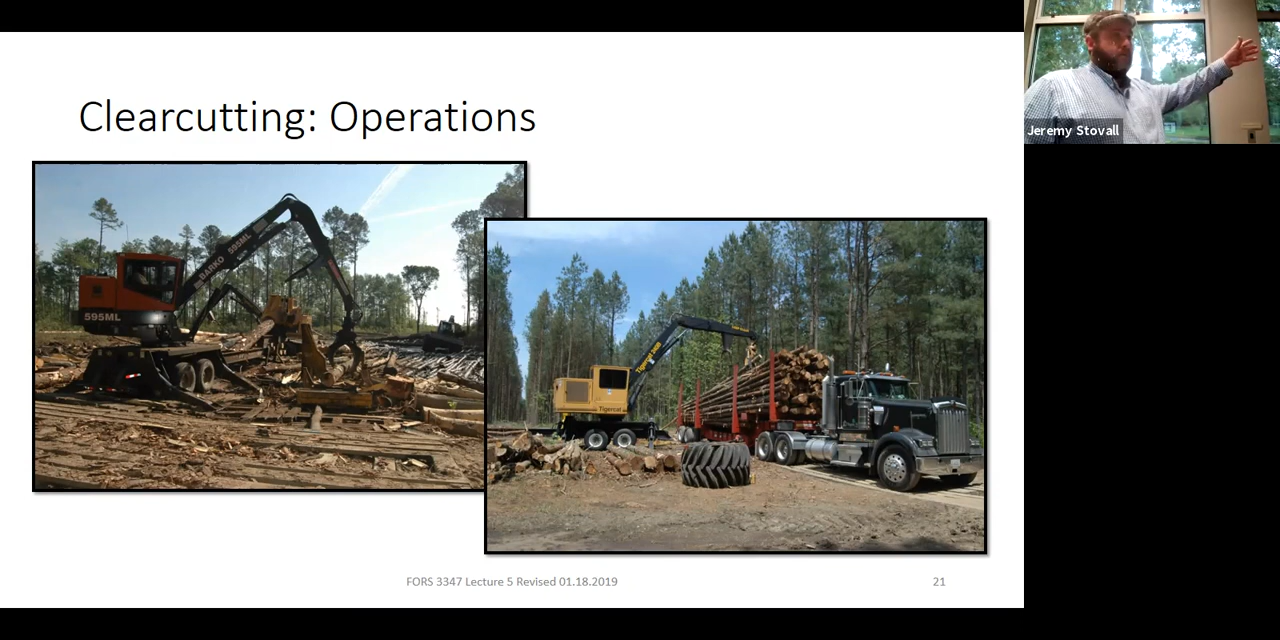 Clearcutting: Operations
BARKO 595ML
595ML
Tigercat
Jeremy Stovall
FORS 3347 Lecture 5 Revised 01.18.2019
21